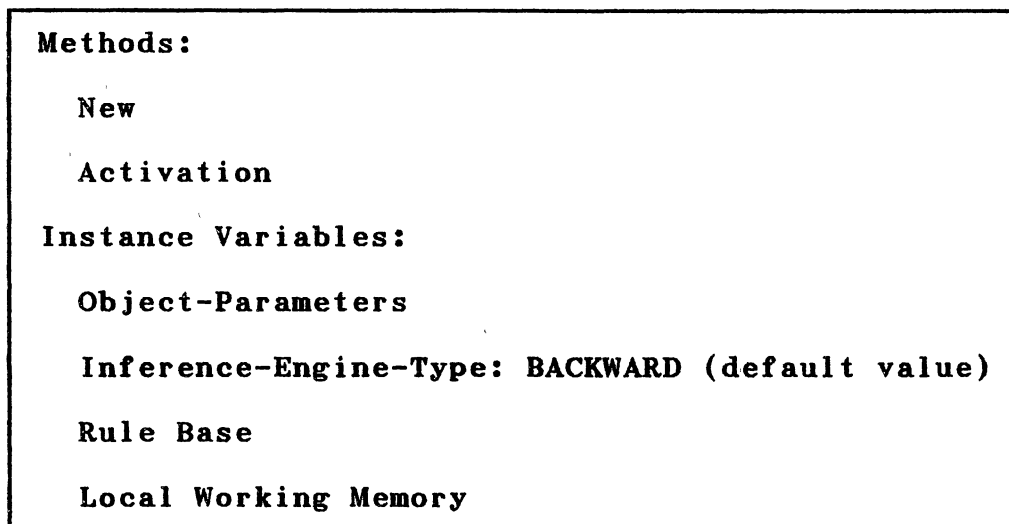 Methods:
New
Activation
Instance Variables:
Object-Parameters
Inference-Engine-Type: BACKWARD (default value)
Rule Base
Local Working Memory